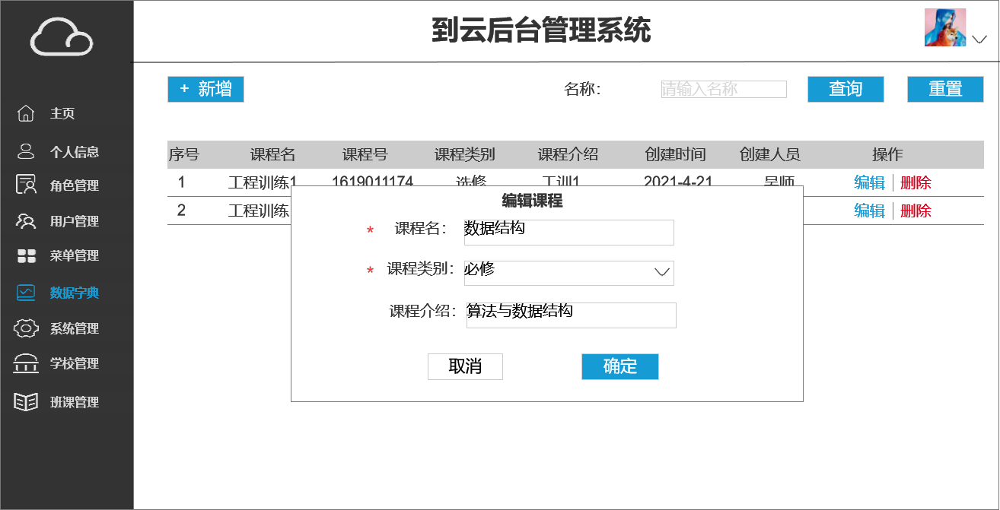 到云后台管理系统
+ 新增
名称：
请输入名称
查询
重置
主页
个人信息
角色管理
用户管理
菜单管理
数据字典
系统管理
学校管理
班课管理
序号 课程名 课程号 课程类别 课程介绍 创建时间 创建人员 操作
1 工程训练1 1619011174 选修 工训1 2021-4-21 吴师 编辑 删除
2 工程训练 编辑 删除
编辑课程
* 课程名： 数据结构
* 课程类别： 必修
课程介绍： 算法与数据结构
取消
确定